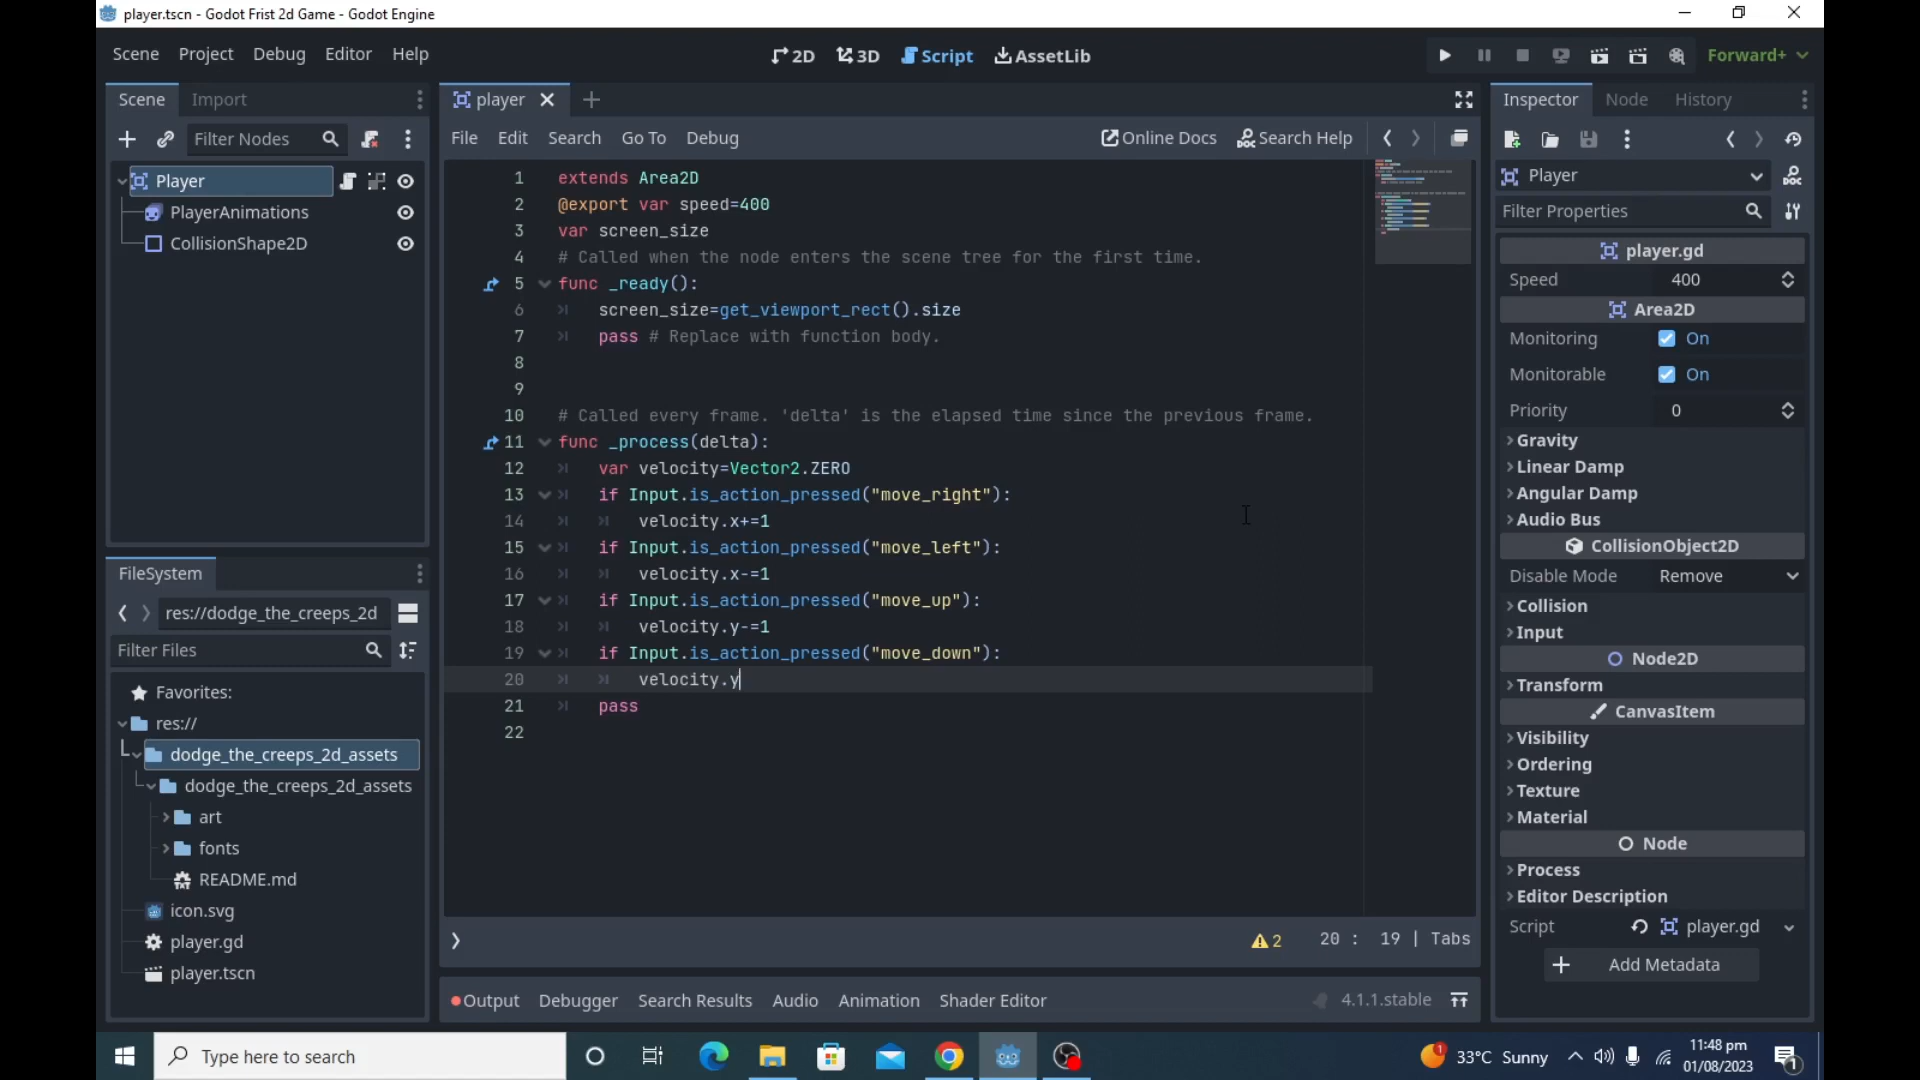 player.tscn - Godot Frist 2d Game - Godot Engine
Scene Project Debug Editor Help
2D 3D Script AssetLib
Forward+
Scene Import
Filter Nodes
Player
PlayerAnimations
CollisionShape2D
FileSystem
res://dodge_the_creeps_2d
Filter Files
Favorites:
res://
dodge_the_creeps_2d_assets
dodge_the_creeps_2d_assets
art
fonts
README.md
icon.svg
player.gd
player.tscn
player
File Edit Search Go To Debug
Online Docs Search Help
1 extends Area2D
2 @export var speed=400
3 var screen_size
4 # Called when the node enters the scene tree for the first time.
5 func _ready():
6 screen_size=get_viewport_rect().size
7 pass # Replace with function body.
8
9
10 # Called every frame. 'delta' is the elapsed time since the previous frame.
11 func _process(delta):
12 var velocity=Vector2.ZERO
13 if Input.is_action_pressed("move_right"):
14 velocity.x+=1
15 if Input.is_action_pressed("move_left"):
16 velocity.x-=1
17 if Input.is_action_pressed("move_up"):
18 velocity.y-=1
19 if Input.is_action_pressed("move_down"):
20 velocity.y
21 pass
22
2 20 : 19 | Tabs
Output Debugger Search Results Audio Animation Shader Editor
4.1.1.stable
Inspector Node History
Player
Filter Properties
player.gd
Speed 400
Area2D
Monitoring On
Monitorable On
Priority 0
Gravity
Linear Damp
Angular Damp
Audio Bus
CollisionObject2D
Disable Mode Remove
Collision
Input
Node2D
Transform
CanvasItem
Visibility
Ordering
Texture
Material
Node
Process
Editor Description
Script player.gd
Add Metadata
Type here to search
1 33°C Sunny
11:48 pm
01/08/2023
1